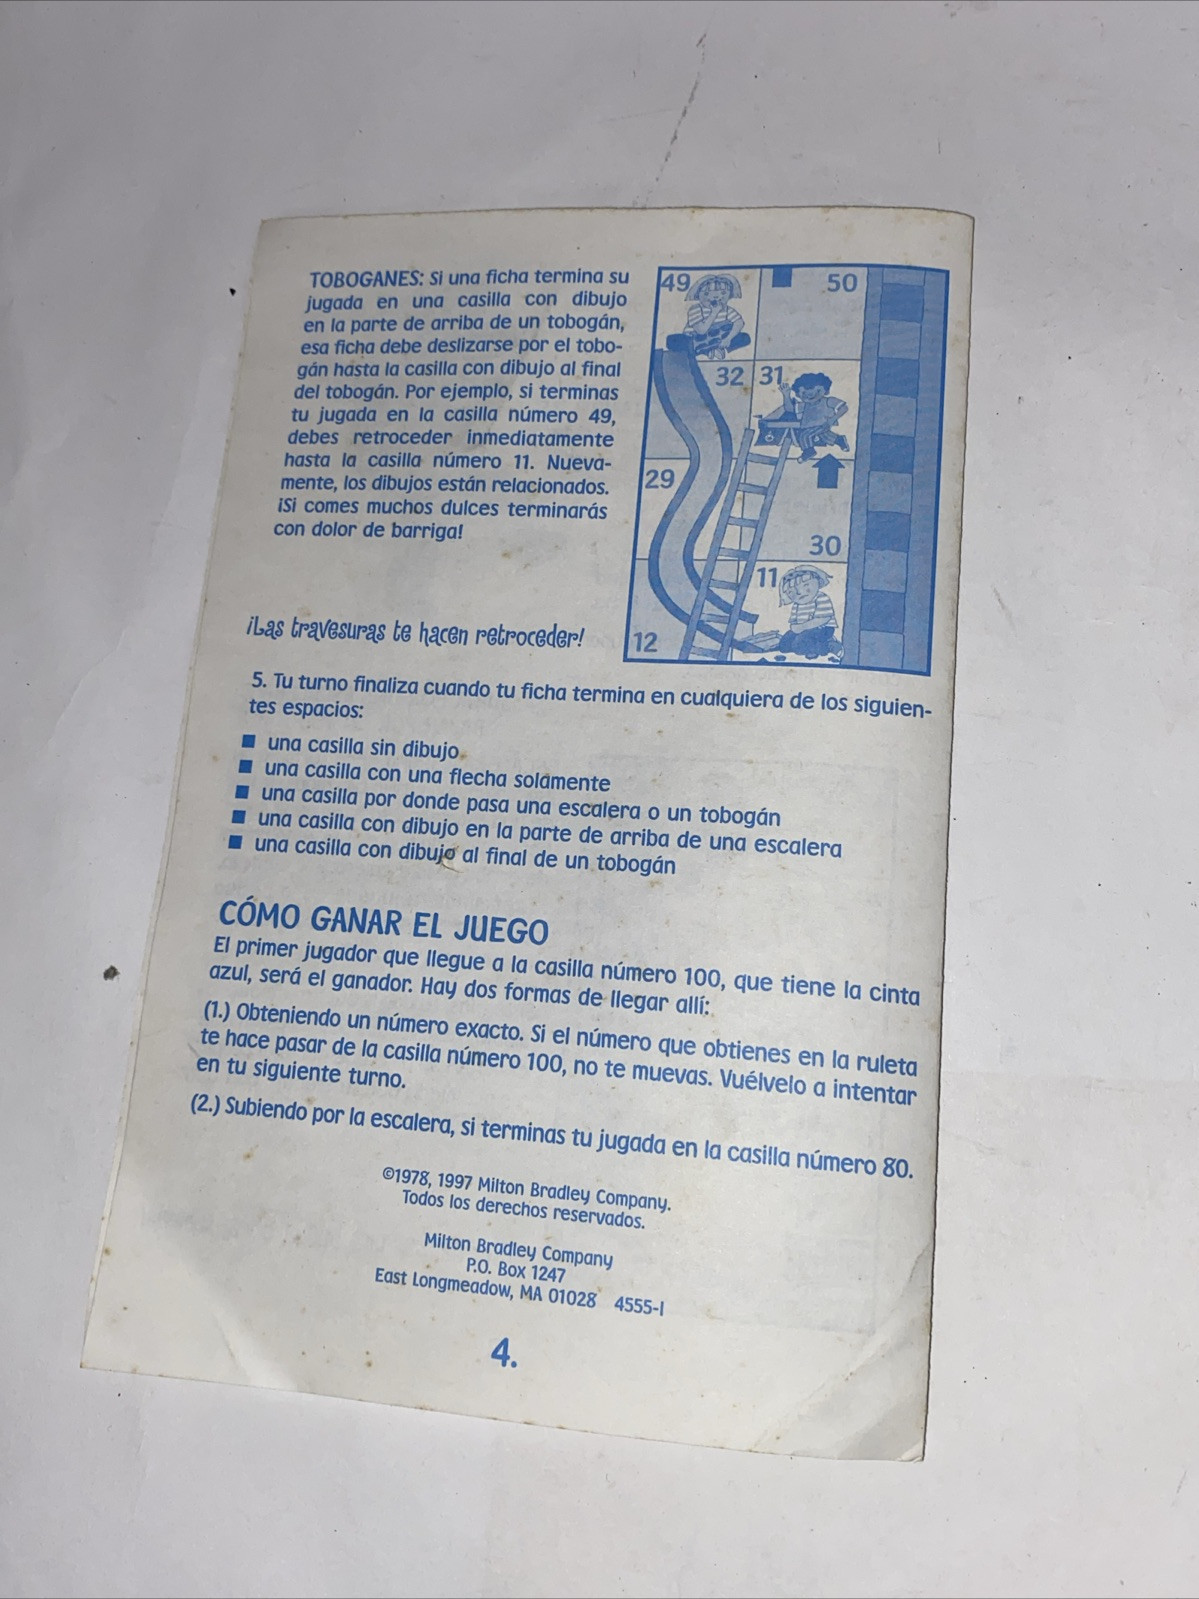 TOBOGANES: Si una ficha termina su
jugada en una casilla con dibujo
en la parte de arriba de un tobogán,
esa ficha debe deslizarse por el tobo-
gán hasta la casilla con dibujo al final
del tobogán. Por ejemplo, si terminas
tu jugada en la casilla número 49,
debes retroceder inmediatamente
hasta la casilla número 11. Nueva-
mente, los dibujos están relacionados.
¡Si comes muchos dulces terminarás
con dolor de barriga!
¡Las travesuras te hacen retroceder!
49
50
32
31
29
30
11
12
5. Tu turno finaliza cuando tu ficha termina en cualquiera de los siguien-
tes espacios:
■ una casilla sin dibujo
■ una casilla con una flecha solamente
■ una casilla por donde pasa una escalera o un tobogán
■ una casilla con dibujo en la parte de arriba de una escalera
■ una casilla con dibujo al final de un tobogán
CÓMO GANAR EL JUEGO
El primer jugador que llegue a la casilla número 100, que tiene la cinta
azul, será el ganador. Hay dos formas de llegar allí:
(1.) Obteniendo un número exacto. Si el número que obtienes en la ruleta
te hace pasar de la casilla número 100, no te muevas. Vuélvelo a intentar
en tu siguiente turno.
(2.) Subiendo por la escalera, si terminas tu jugada en la casilla número 80.
©1978, 1997 Milton Bradley Company.
Todos los derechos reservados.
Milton Bradley Company
P.O. Box 1247
East Longmeadow, MA 01028 4555-I
4.